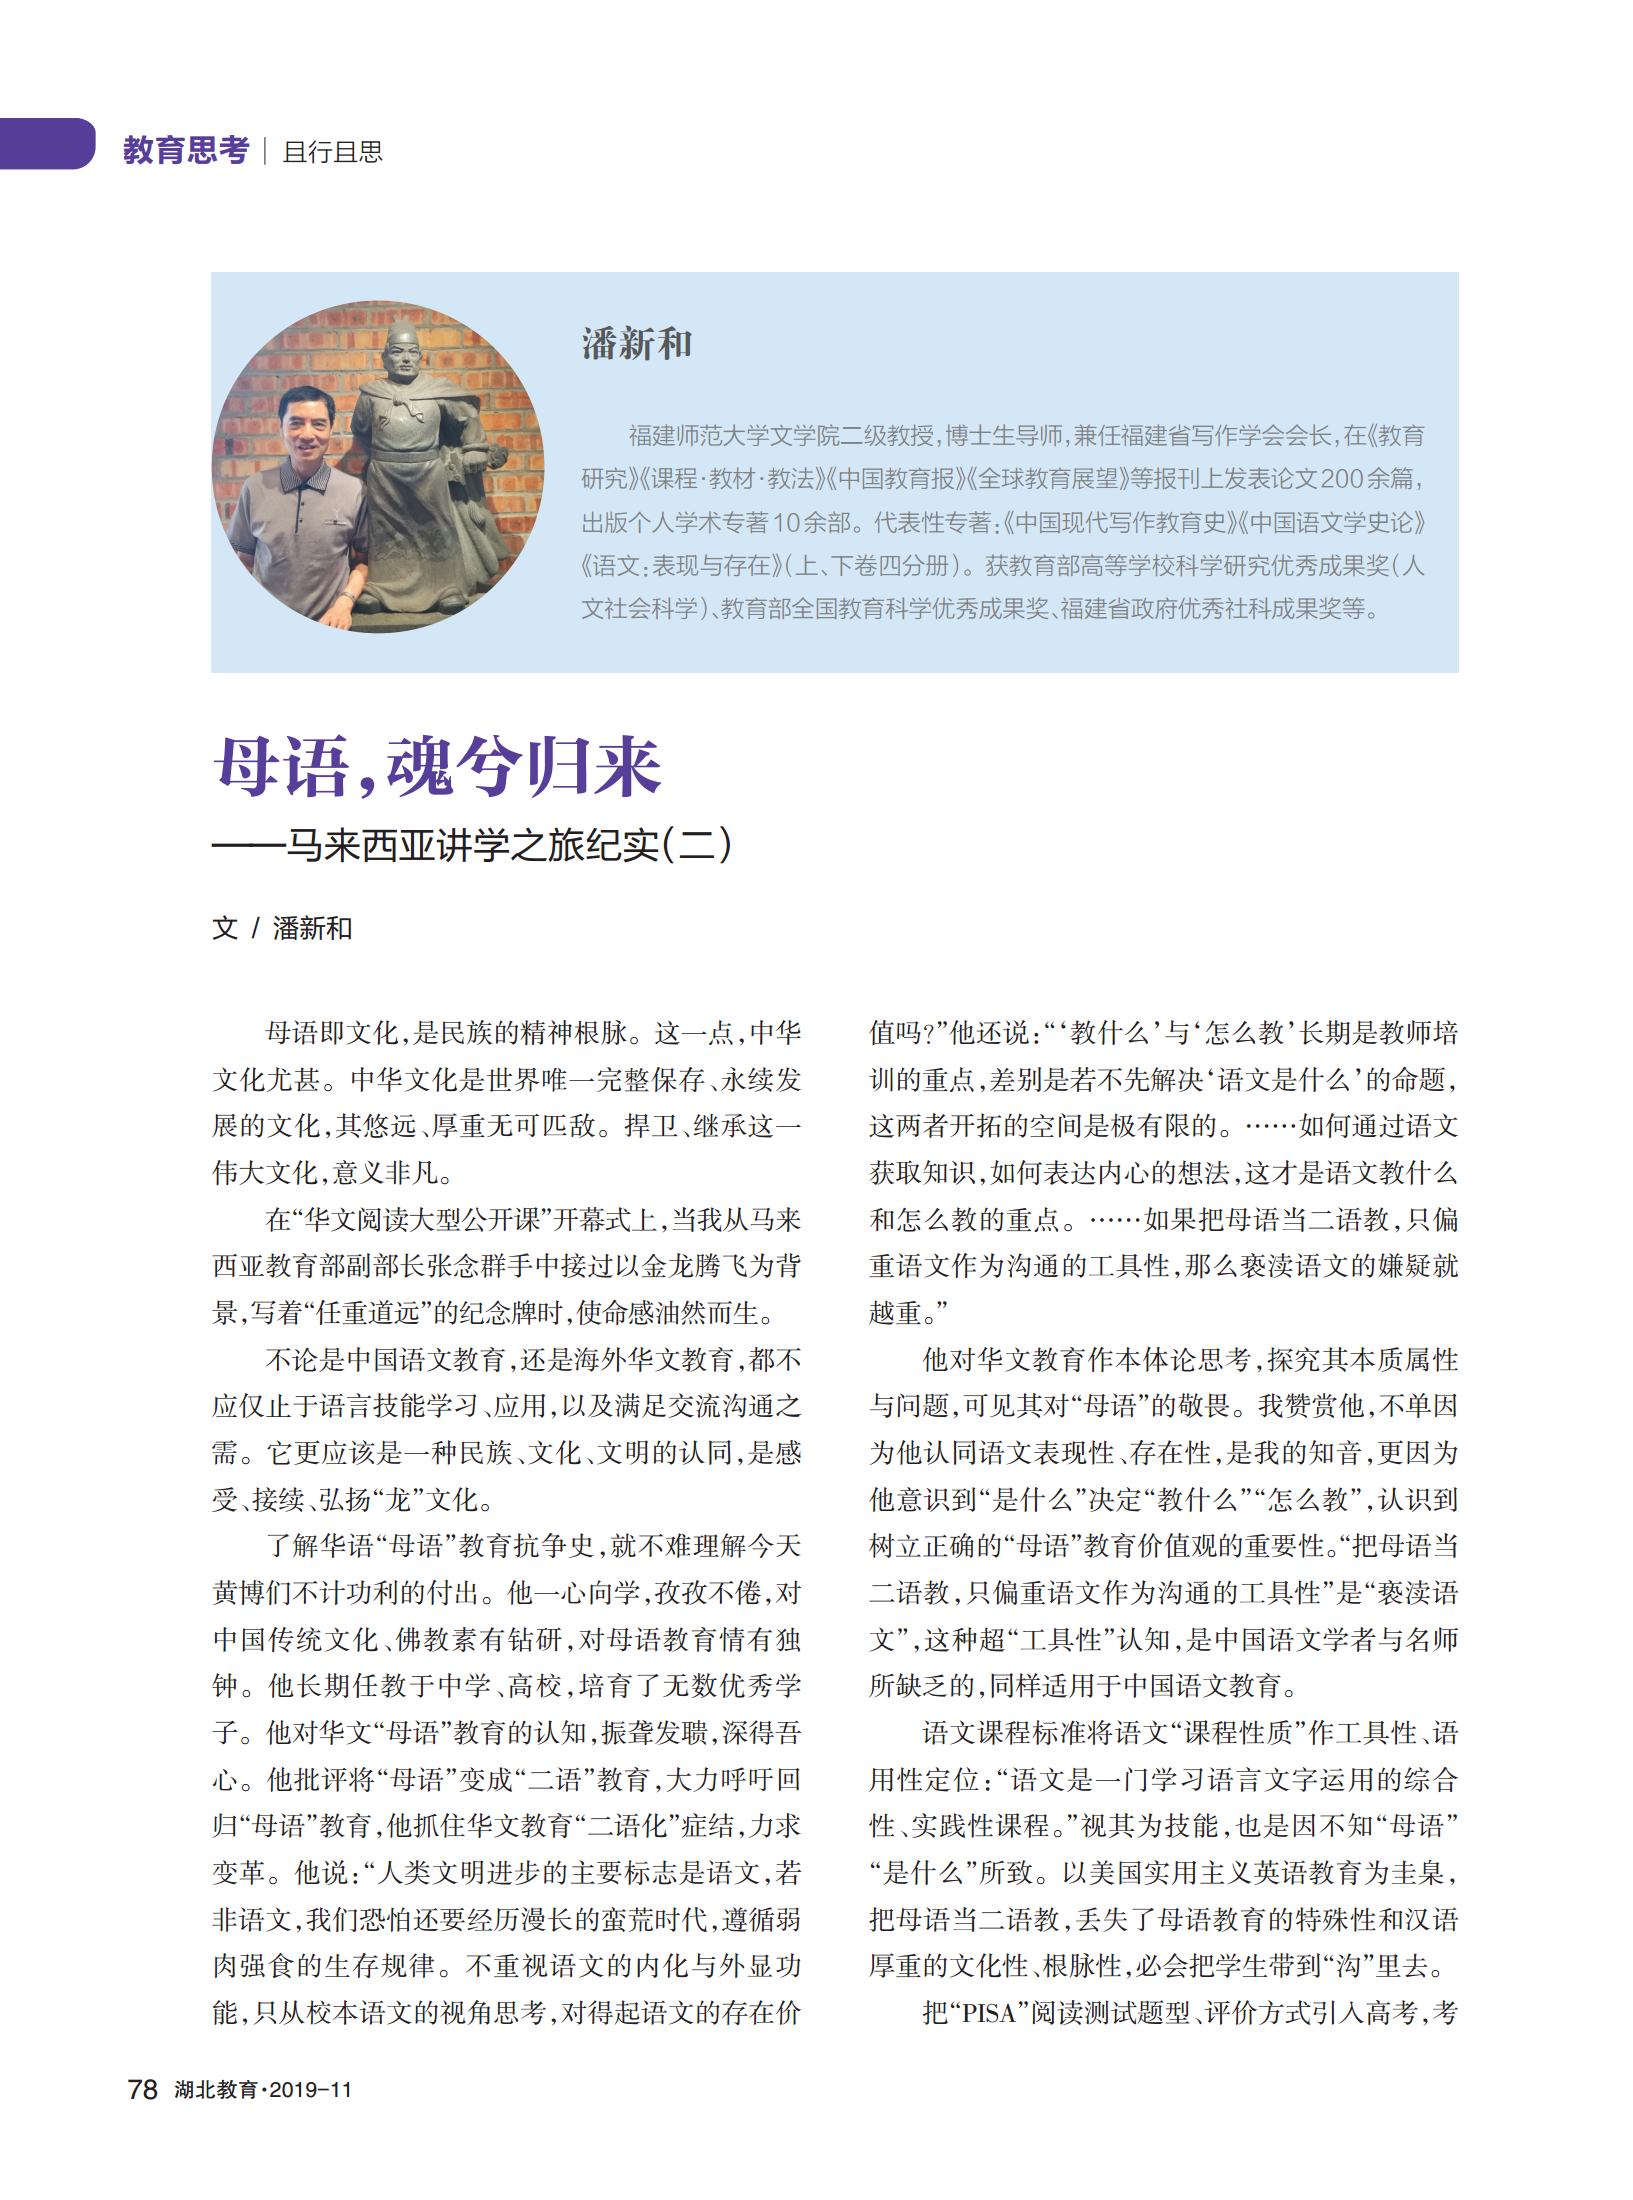 教育思考 | 且行且思
潘新和
福建师范大学文学院二级教授,博士生导师,兼任福建省写作学会会长,在《教育
研究》《课程·教材·教法》《中国教育报》《全球教育展望》等报刊上发表论文200余篇,
出版个人学术专著10余部。代表性专著:《中国现代写作教育史》《中国语文学史论》
《语文:表现与存在》(上、下卷四分册)。获教育部高等学校科学研究优秀成果奖(人
文社会科学)、教育部全国教育科学优秀成果奖、福建省政府优秀社科成果奖等。
母语,魂兮归来
——马来西亚讲学之旅纪实(二)
文 / 潘新和
母语即文化,是民族的精神根脉。这一点,中华
文化尤甚。中华文化是世界唯一完整保存、永续发
展的文化,其悠远、厚重无可匹敌。捍卫、继承这一
伟大文化,意义非凡。
在“华文阅读大型公开课”开幕式上,当我从马来
西亚教育部副部长张念群手中接过以金龙腾飞为背
景,写着“任重道远”的纪念牌时,使命感油然而生。
不论是中国语文教育,还是海外华文教育,都不
应仅止于语言技能学习、应用,以及满足交流沟通之
需。它更应该是一种民族、文化、文明的认同,是感
受、接续、弘扬“龙”文化。
了解华语“母语”教育抗争史,就不难理解今天
黄博们不计功利的付出。他一心向学,孜孜不倦,对
中国传统文化、佛教素有钻研,对母语教育情有独
钟。他长期任教于中学、高校,培育了无数优秀学
子。他对华文“母语”教育的认知,振聋发聩,深得吾
心。他批评将“母语”变成“二语”教育,大力呼吁回
归“母语”教育,他抓住华文教育“二语化”症结,力求
变革。他说:“人类文明进步的主要标志是语文,若
非语文,我们恐怕还要经历漫长的蛮荒时代,遵循弱
肉强食的生存规律。不重视语文的内化与外显功
能,只从校本语文的视角思考,对得起语文的存在价
值吗?”他还说:“‘教什么’与‘怎么教’长期是教师培
训的重点,差别是若不先解决‘语文是什么’的命题,
这两者开拓的空间是极有限的。……如何通过语文
获取知识,如何表达内心的想法,这才是语文教什么
和怎么教的重点。……如果把母语当二语教,只偏
重语文作为沟通的工具性,那么亵渎语文的嫌疑就
越重。”
他对华文教育作本体论思考,探究其本质属性
与问题,可见其对“母语”的敬畏。我赞赏他,不单因
为他认同语文表现性、存在性,是我的知音,更因为
他意识到“是什么”决定“教什么”“怎么教”,认识到
树立正确的“母语”教育价值观的重要性。“把母语当
二语教,只偏重语文作为沟通的工具性”是“亵渎语
文”,这种超“工具性”认知,是中国语文学者与名师
所缺乏的,同样适用于中国语文教育。
语文课程标准将语文“课程性质”作工具性、语
用性定位:“语文是一门学习语言文字运用的综合
性、实践性课程。”视其为技能,也是因不知“母语”
“是什么”所致。以美国实用主义英语教育为圭臬,
把母语当二语教,丢失了母语教育的特殊性和汉语
厚重的文化性、根脉性,必会把学生带到“沟”里去。
把“PISA”阅读测试题型、评价方式引入高考,考
78 湖北教育·2019-11